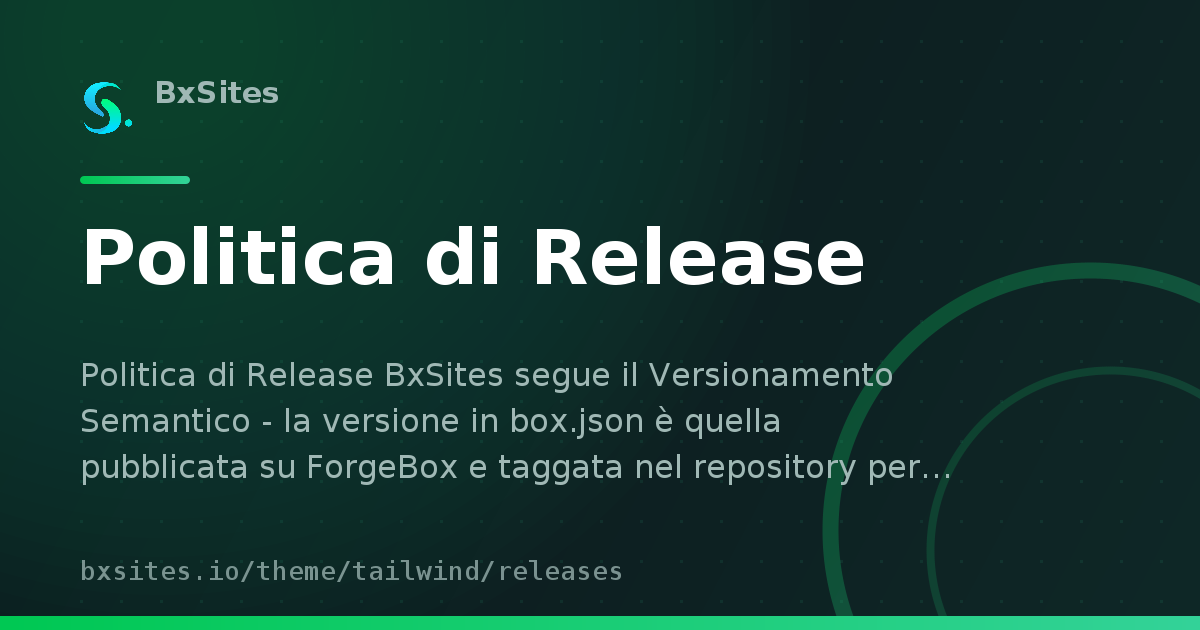 BxSites
Politica di Release
Politica di Release BxSites segue il Versionamento
Semantico - la versione in box.json è quella
pubblicata su ForgeBox e taggata nel repository per…
bxsites.io/theme/tailwind/releases